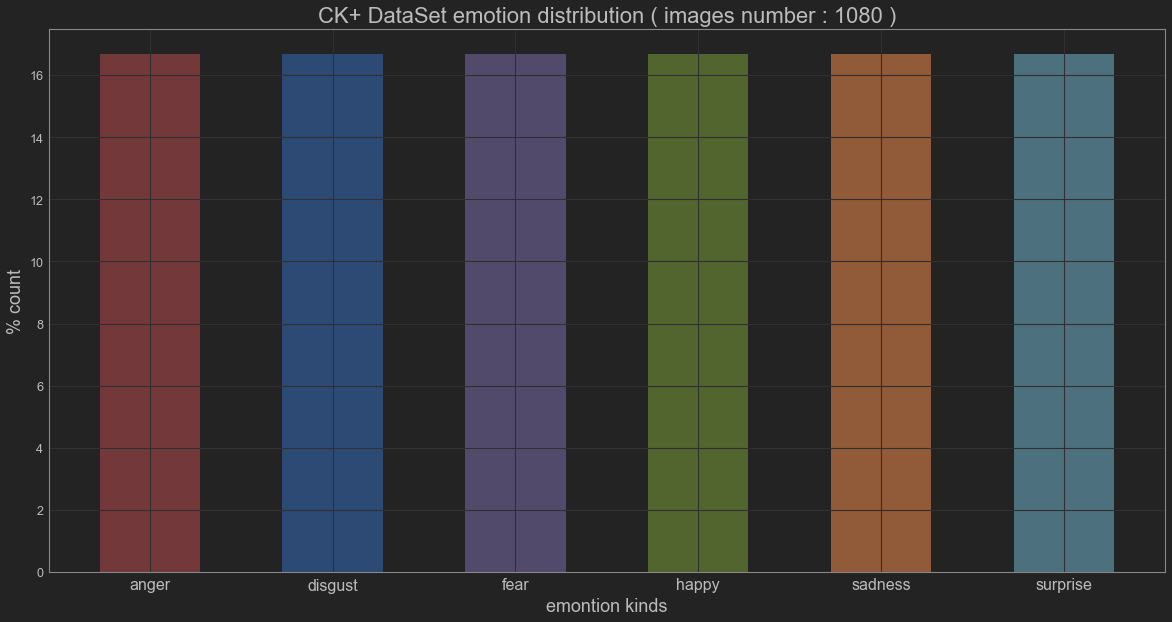 CK+ DataSet emotion distribution ( images number : 1080 )
% count
16
14
12
10
8
6
4
2
0
anger disgust fear happy sadness surprise
emontion kinds